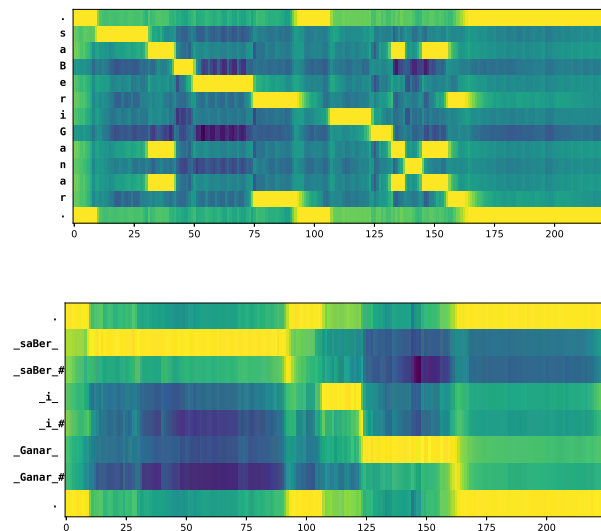 .
s
a
B
e
r
i
G
a
n
a
r
.
0 25 50 75 100 125 150 175 200
.
_saBer_
_saBer_#
_i_
_i_#
_Ganar_
_Ganar_#
.
0 25 50 75 100 125 150 175 200